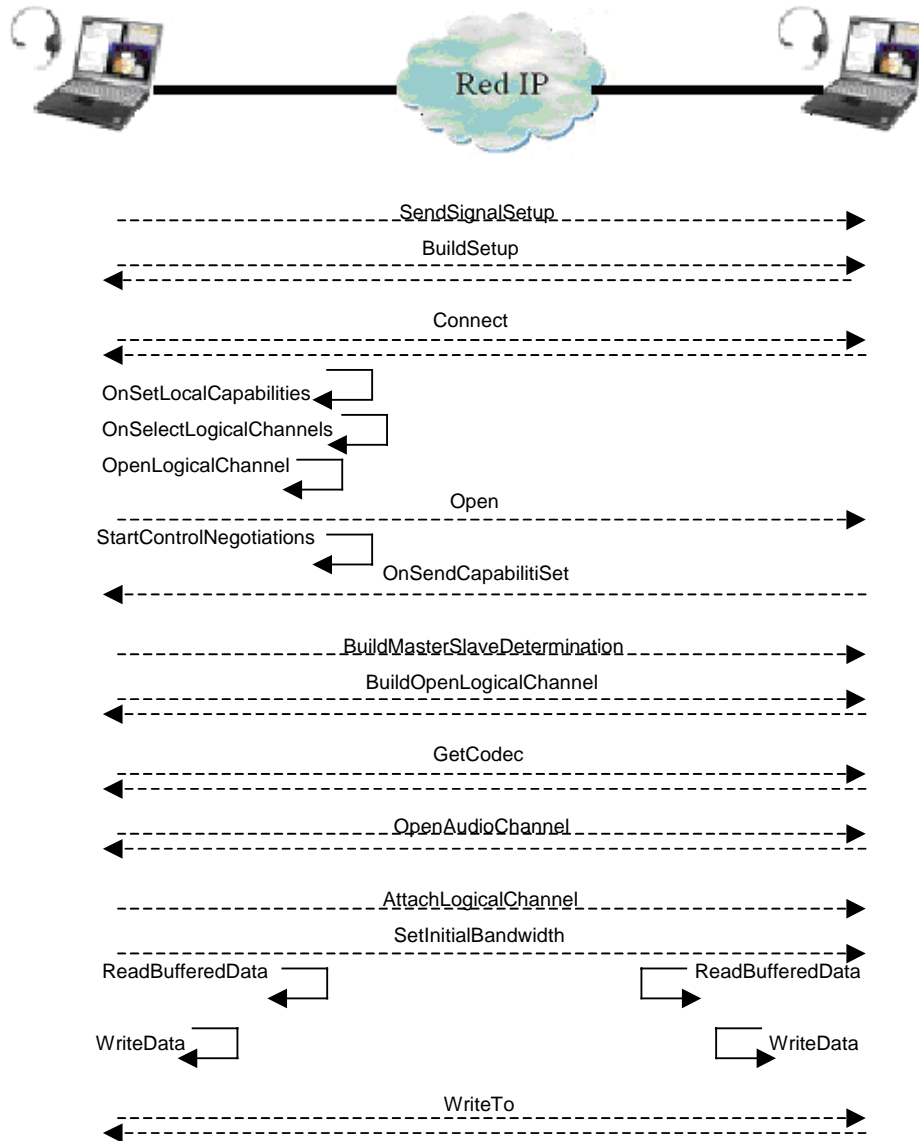 Red IP
SendSignalSetup
BuildSetup
Connect
OnSetLocalCapabilities
OnSelectLogicalChannels
OpenLogicalChannel
Open
StartControlNegotiations
OnSendCapabilitiSet
BuildMasterSlaveDetermination
BuildOpenLogicalChannel
GetCodec
OpenAudioChannel
AttachLogicalChannel
SetInitialBandwidth
ReadBufferedData
ReadBufferedData
WriteData
WriteData
WriteTo